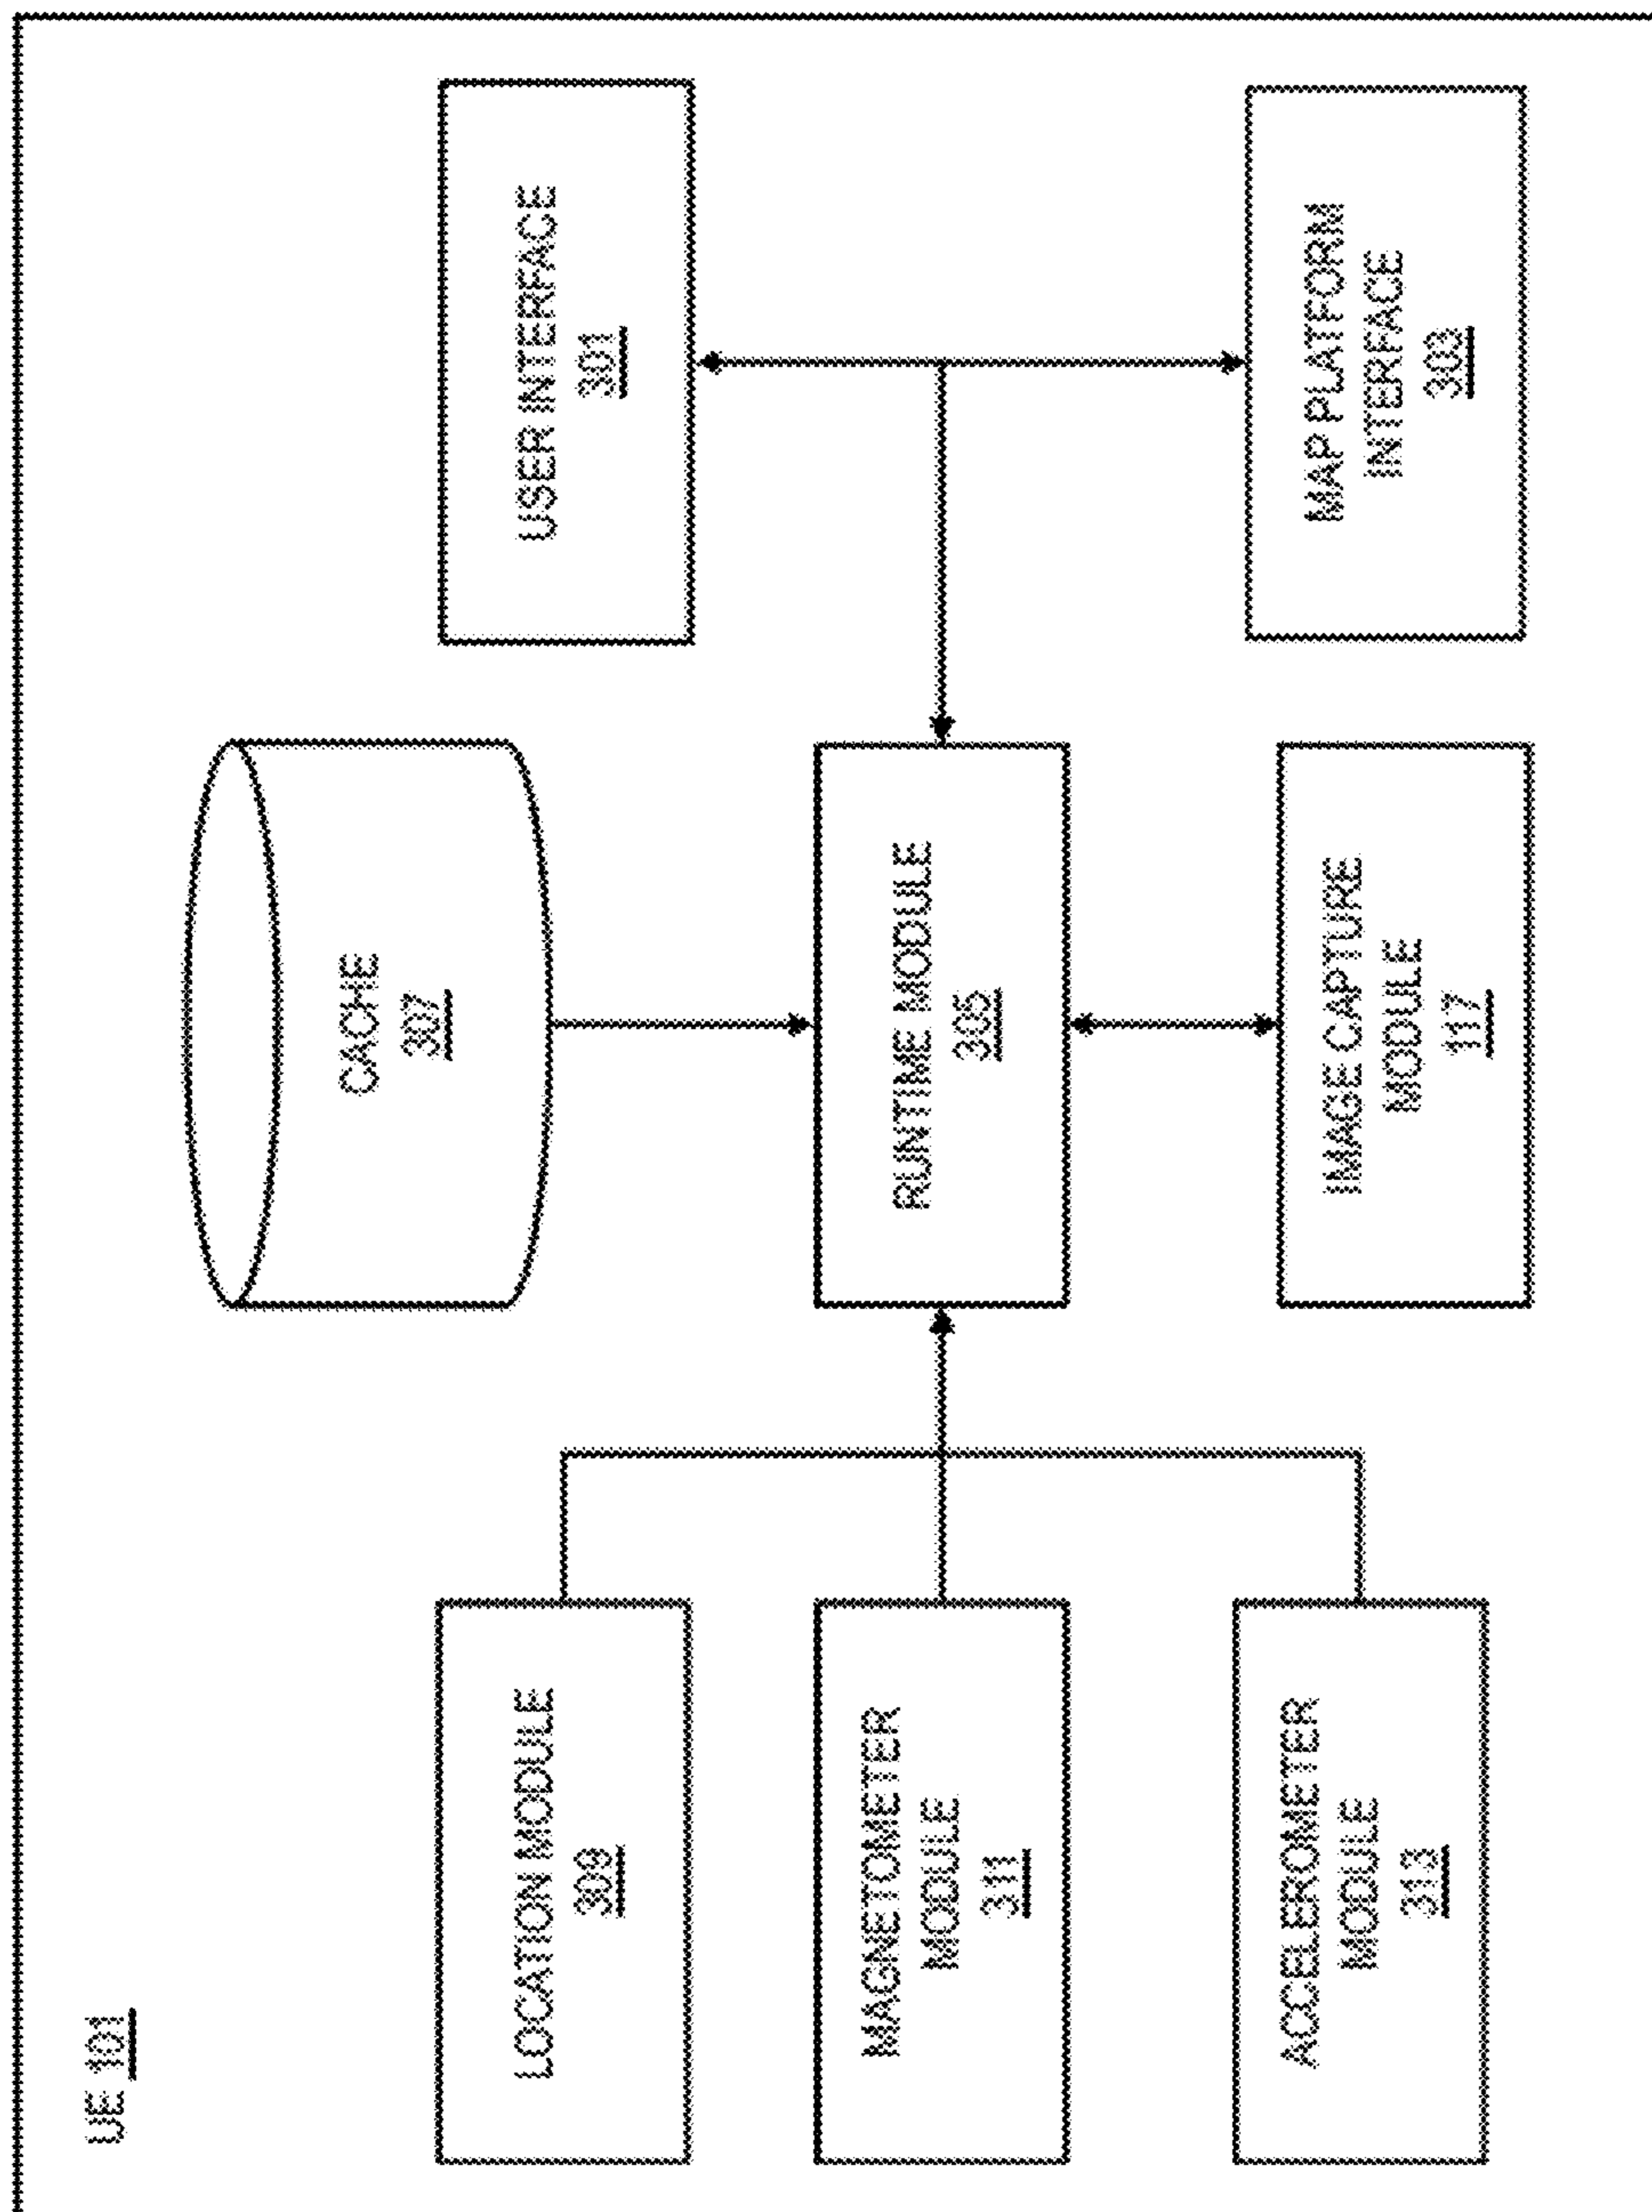 UE 101
LOCATION MODULE
309
MAGNETOMETER
MODULE
311
ACCELEROMETER
MODULE
313
CACHE
307
RUNTIME MODULE
305
IMAGE CAPTURE
MODULE
117
USER INTERFACE
301
MAP PLATFORM
INTERFACE
303